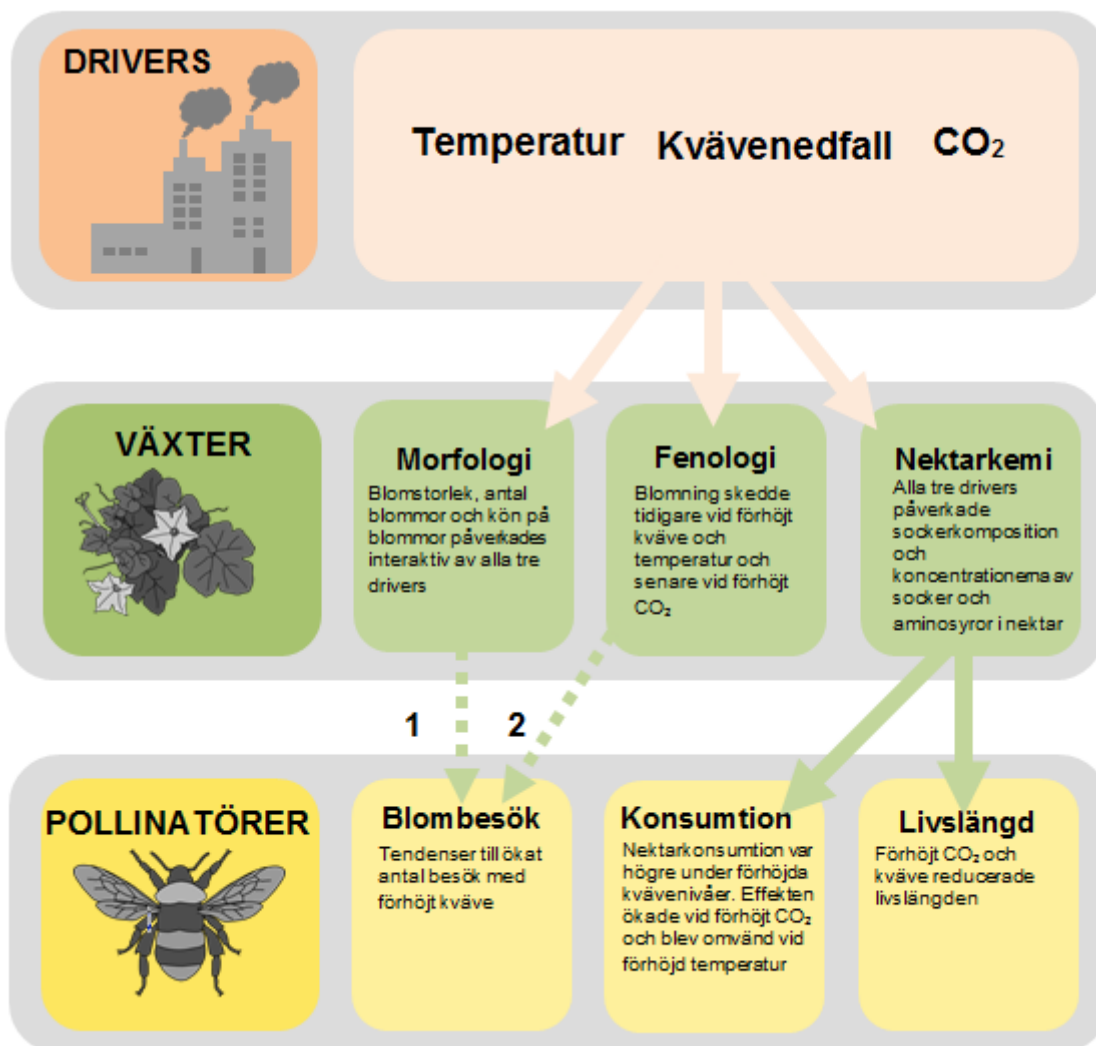 DRIVERS
Temperatur Kvävenedfall CO₂
VÄXTER
Morfologi
Blomstorlek, antal
blommor och kön på
blommor påverkades
interaktiv av alla tre
drivers
Fenologi
Blomning skedde
tidigare vid förhöjt
kväve och
temperatur och
senare vid förhöjt
CO₂
Nektarkemi
Alla tre drivers
påverkade
sockerkomposition
och
koncentrationerna av
socker och
aminosyror i nektar
1
2
POLLINATÖRER
Blombesök
Tendenser till ökat
antal besök med
förhöjt kväve
Konsumtion
Nektarkonsumtion var
högre under förhöjda
kvävenivåer. Effekten
ökade vid förhöjt CO₂
och blev omvänd vid
förhöjd temperatur
Livslängd
Förhöjt CO₂ och
kväve reducerade
livslängden